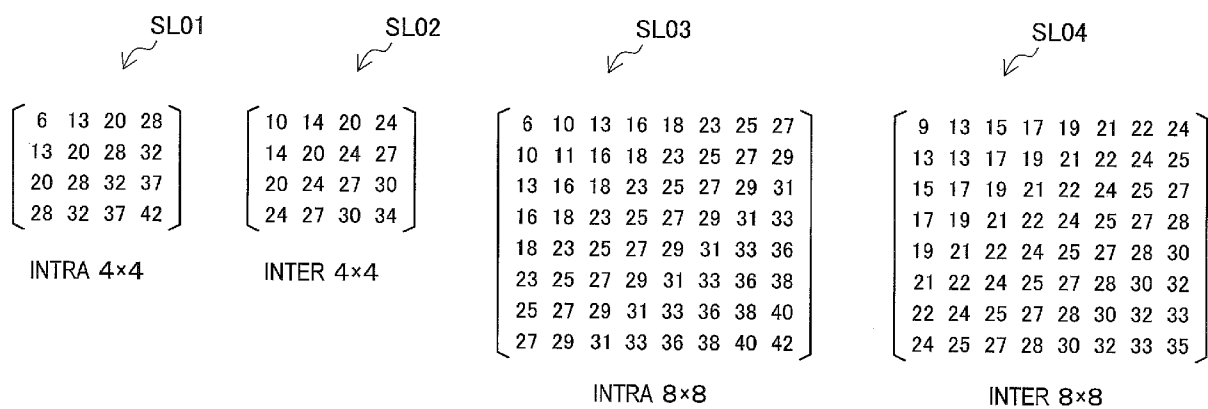 SL01 SL02 SL03 SL04
6 13 20 28
13 20 28 32
20 28 32 37
28 32 37 42
INTRA 4×4
10 14 20 24
14 20 24 27
20 24 27 30
24 27 30 34
INTER 4×4
6 10 13 16 18 23 25 27
10 11 16 18 23 25 27 29
13 16 18 23 25 27 29 31
16 18 23 25 27 29 31 33
18 23 25 27 29 31 33 36
23 25 27 29 31 33 36 38
25 27 29 31 33 36 38 40
27 29 31 33 36 38 40 42
INTRA 8×8
9 13 15 17 19 21 22 24
13 13 17 19 21 22 24 25
15 17 19 21 22 24 25 27
17 19 21 22 24 25 27 28
19 21 22 24 25 27 28 30
21 22 24 25 27 28 30 32
22 24 25 27 28 30 32 33
24 25 27 28 30 32 33 35
INTER 8×8